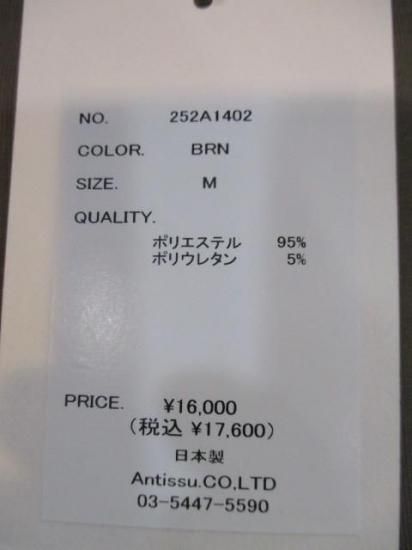 NO. 252A1402
COLOR. BRN
SIZE. M
QUALITY.
ポリエステル 95%
ポリウレタン 5%
PRICE. ¥16,000
(税込 ¥17,600)
日本製
Antissu.CO,LTD
03-5447-5590